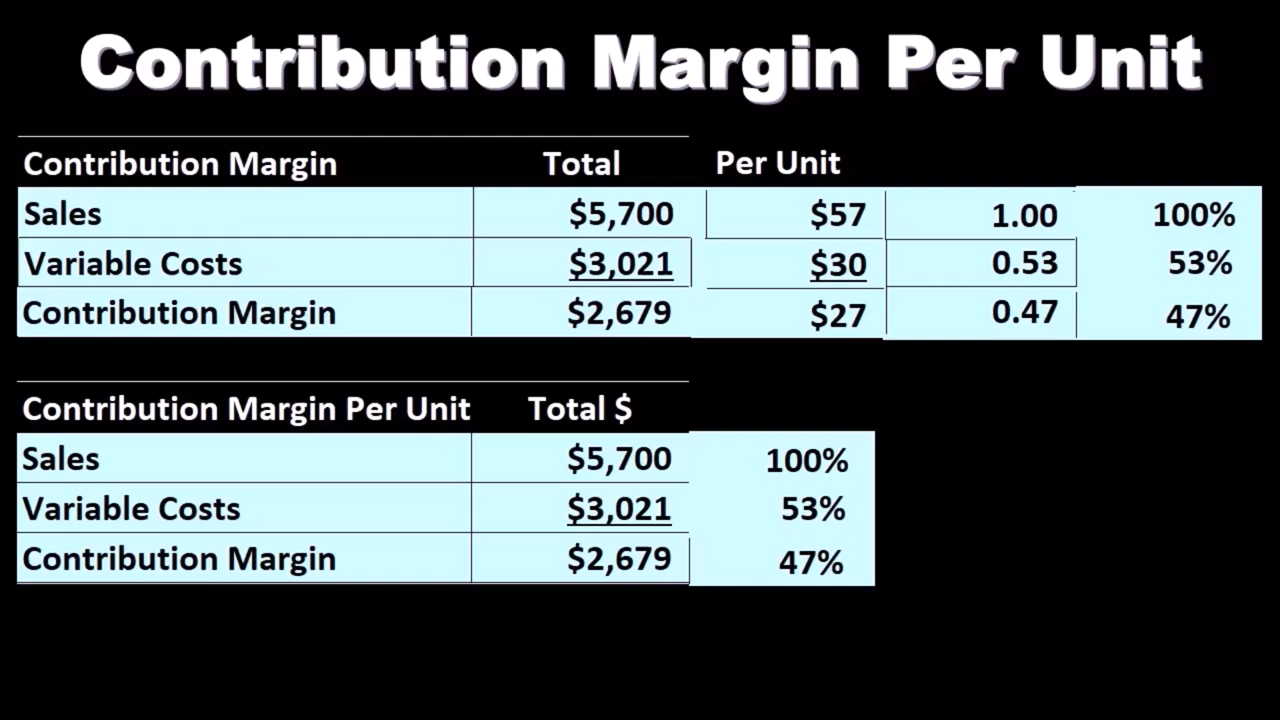 Contribution Margin Per Unit
Contribution Margin Total Per Unit
Sales $5,700 $57 1.00 100%
Variable Costs $3,021 $30 0.53 53%
Contribution Margin $2,679 $27 0.47 47%
Contribution Margin Per Unit Total $
Sales $5,700 100%
Variable Costs $3,021 53%
Contribution Margin $2,679 47%